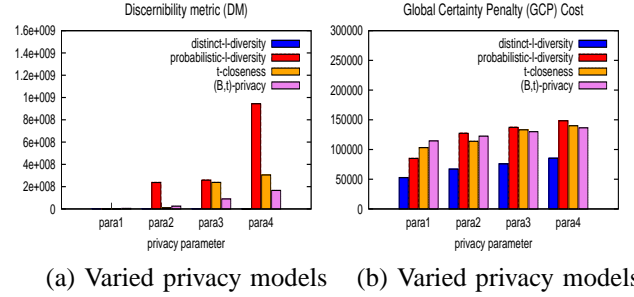 Discernibility metric (DM)
1.6e+009
1.4e+009
1.2e+009
1e+009
8e+008
6e+008
4e+008
2e+008
0
distinct-l-diversity
probabilistic-l-diversity
t-closeness
(B,t)-privacy
para1 para2 para3 para4
privacy parameter
(a) Varied privacy models
Global Certainty Penalty (GCP) Cost
300000
250000
200000
150000
100000
50000
0
distinct-l-diversity
probabilistic-l-diversity
t-closeness
(B,t)-privacy
para1 para2 para3 para4
privacy parameter
(b) Varied privacy models